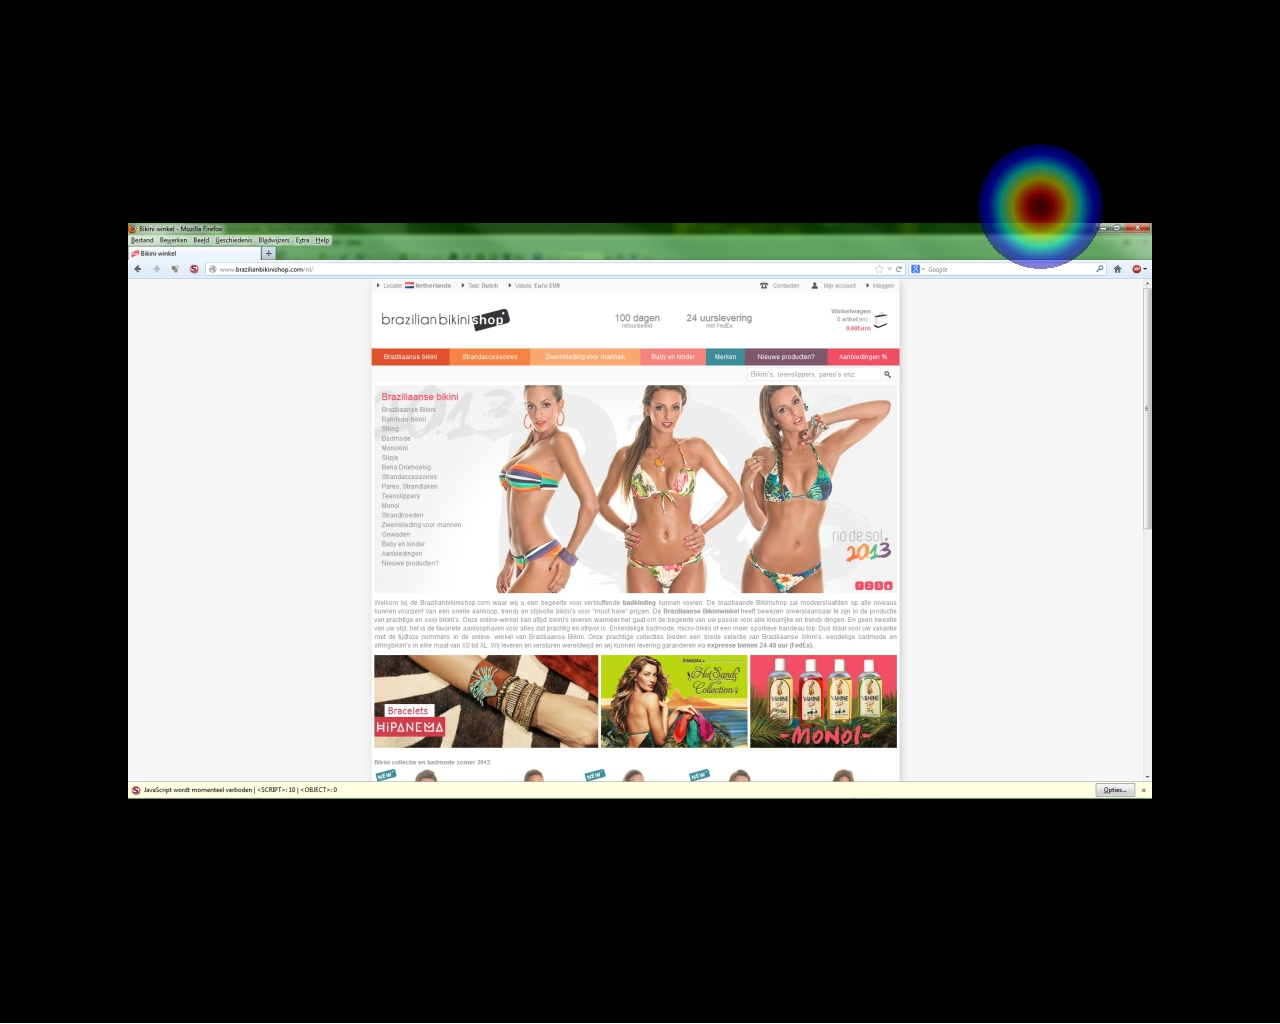 Bikini winkel - Mozilla Firefox
Bestand Bewerken Beeld Geschiedenis Bladwijzers Extra Help
Bikini winkel
www.brazilianbikinishop.com/nl/
Google
Locatie: Netherlands Taal: Dutch Valuta: Euro EUR Contacten Mijn account Inloggen
brazilianbikinishop
100 dagen
retourbeleid
24 uurslevering
met FedEx
Winkelwagen
0 artikel(en)
0.00Euro
Braziliaanse bikini Strandaccessoires Zwemkleding voor mannen Baby en kinder Merken Nieuwe producten? Aanbiedingen %
Bikini's, teenslippers, pareo's enz.
2013
Braziliaanse bikini
Braziliaanse Bikini
Bandeau-bikini
String
Badmode
Monokini
Slipje
Beha Driehoekig
Strandaccessoires
Pareo, Strandlaken
Teenslippers
Monoï
Strandhoeden
Zwemkleding voor mannen
Gewaden
Baby en kinder
Aanbiedingen
Nieuwe producten?
rio de sol
2013
1 2 3
Welkom bij de Brazilianbikinishop.com waar wij u een begeerte voor verbluffende badkleding kunnen voelen. De braziliaande Bikinishop zal modverslaafden op alle niveaus
kunnen voorzien! Van een snelle aankoop, trendy en stijlvolle bikini's voor "must have" prijzen. De Braziliaanse Bikiniwinkel heeft bewezen onverslaanbaar te zijn in de productie
van prachtige en sexy bikini's. Deze online-winkel kan altijd bikini's leveren wanneer het gaat om de begeerte van uw passie voor alle kleurrijke en trendy dingen. En geen kwestie
van uw stijl, het is de favoriete aanloophaven voor alles dat prachtig en stijlvol is. Enkeldelige badmode, micro-bikini of een meer sportieve bandeau top. Dus klaar voor uw vakantie
met de tijdloze nummers in de online- winkel van Braziliaanse Bikini. Onze prachtige collecties bieden een brede selectie van Braziliaanse bikini's, eendelige badmode en
stringbikini's in elke maat van XS tot XL. Wij leveren en versturen wereldwijd en wij kunnen levering garanderen via expresse binnen 24-48 uur (FedEx).
Bracelets
HiPANEMA
IPANEMA
Hot Sands
Collection
VAHINE VAHINE VAHINE VAHINE
-MONOI-
Bikini collectie en badmode zomer 2013
NEW NEW NEW
JavaScript wordt momenteel verboden | <SCRIPT>: 10 | <OBJECT>: 0
Opties...